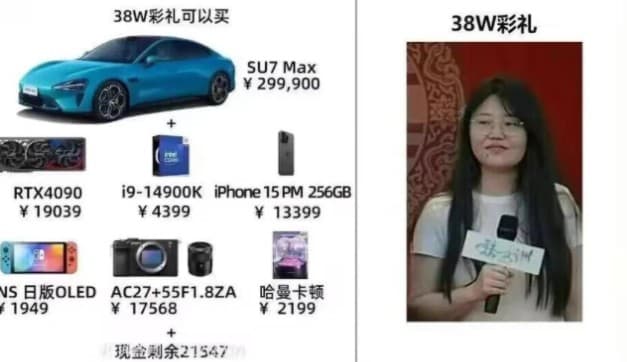 38W彩礼可以买
SU7 Max
¥ 299,900
+
RTX4090
¥ 19039
i9-14900K
¥ 4399
iPhone 15 PM 256GB
¥ 13399
NS 日版OLED
¥ 1949
AC27+55F1.8ZA
¥ 17568
哈曼卡顿
¥ 2199
+
现金剩余21547
38W彩礼